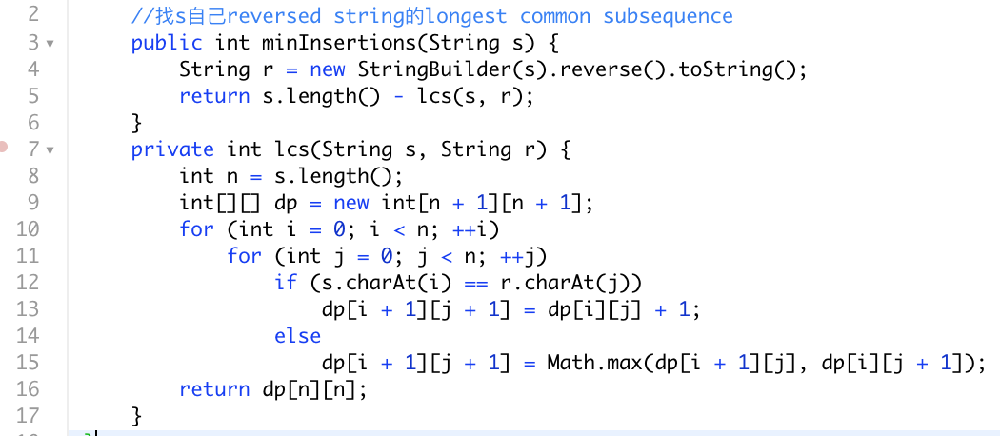 2 //找s自己reversed string的longest common subsequence
3 ▾ public int minInsertions(String s) {
4 String r = new StringBuilder(s).reverse().toString();
5 return s.length() - lcs(s, r);
6 }
7 ▾ private int lcs(String s, String r) {
8 int n = s.length();
9 int[][] dp = new int[n + 1][n + 1];
10 for (int i = 0; i < n; ++i)
11 for (int j = 0; j < n; ++j)
12 if (s.charAt(i) == r.charAt(j))
13 dp[i + 1][j + 1] = dp[i][j] + 1;
14 else
15 dp[i + 1][j + 1] = Math.max(dp[i + 1][j], dp[i][j + 1]);
16 return dp[n][n];
17 }